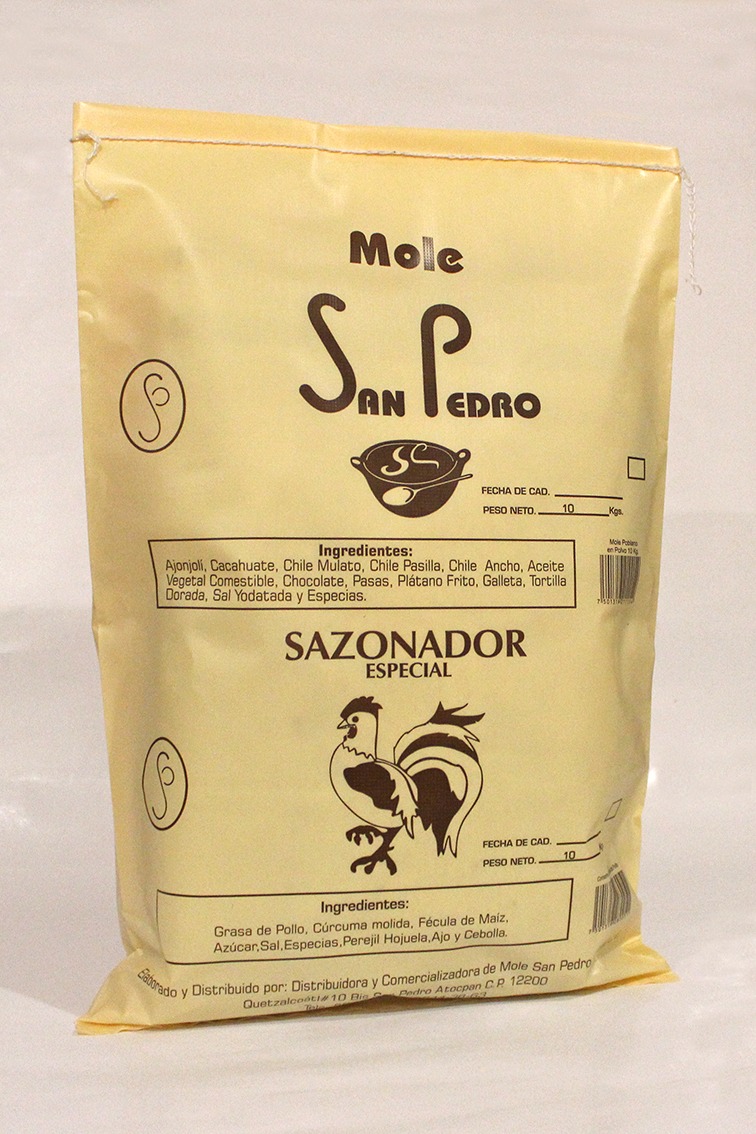 Mole
SAN PEDRO
FECHA DE CAD.
PESO NETO. 10 Kgs.
Mole Poblano
en Polvo 10 Kg.
Ingredientes:
Ajonjolí, Cacahuate, Chile Mulato, Chile Pasilla, Chile Ancho, Aceite
Vegetal Comestible, Chocolate, Pasas, Plátano Frito, Galleta, Tortilla
Dorada, Sal Yodatada y Especias.
SAZONADOR
ESPECIAL
FECHA DE CAD.
PESO NETO. 10
Ingredientes:
Grasa de Pollo, Cúrcuma molida, Fécula de Maíz,
Azúcar,Sal,Especias,Perejil Hojuela,Ajo y Cebolla.
Elaborado y Distribuido por: Distribuidora y Comercializadora de Mole San Pedro
Quetzalcoátl#10 Bis San Pedro Atocpan C.P. 12200